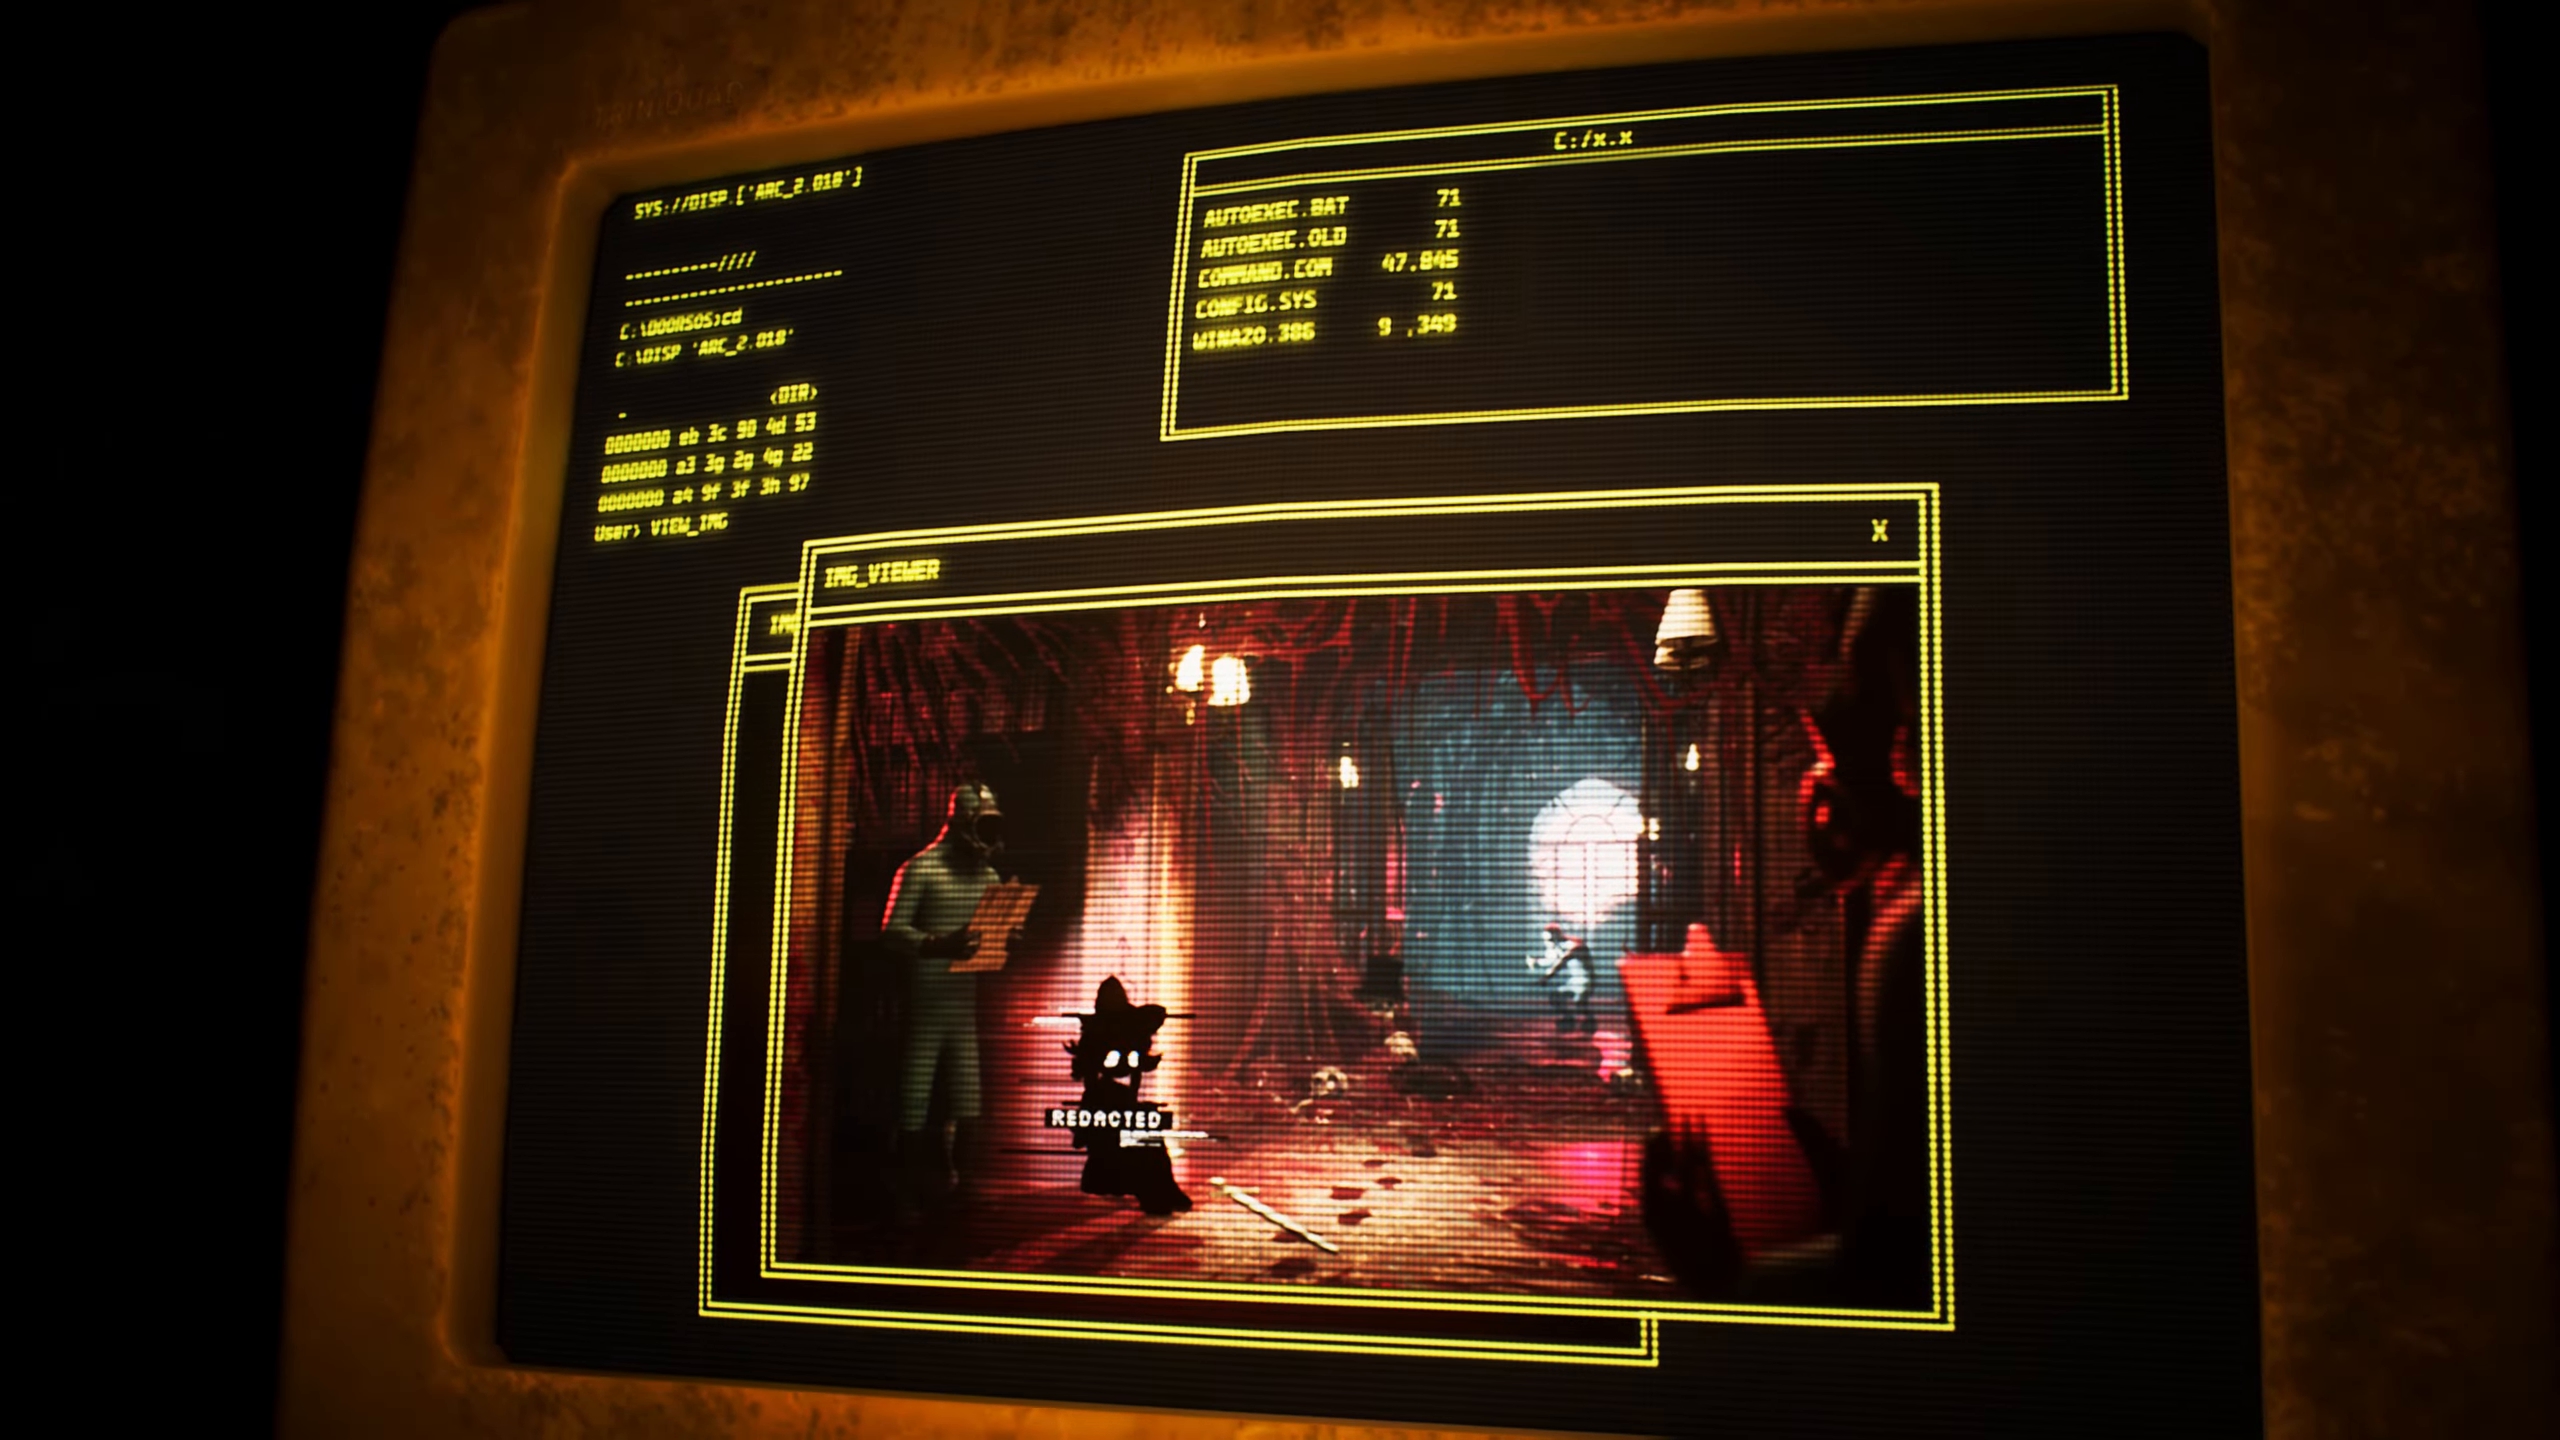 TRINIQUAD
SYS://DISP.['ARC_2.018']
----------////
-----------------------
C:\DOORSOS>cd
C:\DISP 'ARC_2.018'
. <DIR>
0000000 eb 3c 90 4d 53
0000000 a3 3g 2g 4g 22
0000000 a4 9f 3f 3h 97
User> VIEW_IMG
C:/x.x
AUTOEXEC.BAT 71
AUTOEXEC.OLD 71
COMMAND.COM 47.845
CONFIG.SYS 71
WINA20.386 9 .349
IMG_VIEWER X
IMG
REDACTED